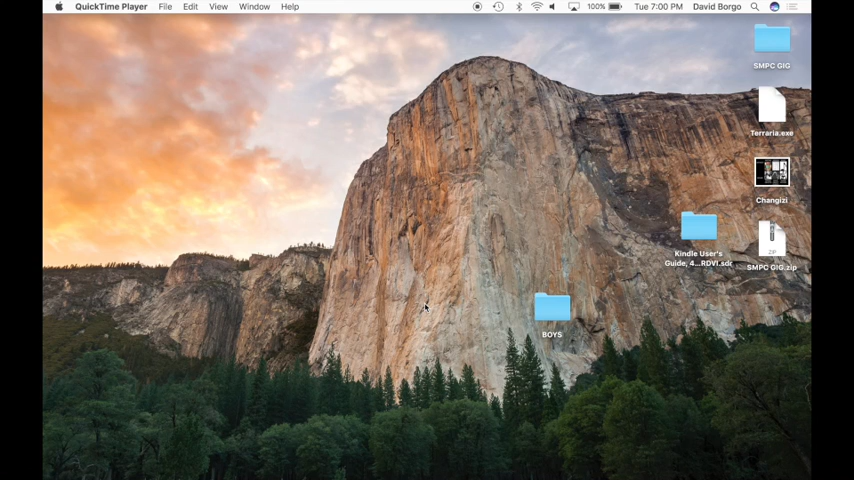 QuickTime Player File Edit View Window Help 100% Tue 7:00 PM David Borgo
SMPC GIG
Terraria.exe
Changizi
Kindle User's
Guide, 4...RDVI.sdr
ZIP
SMPC GIG.zip
BOYS